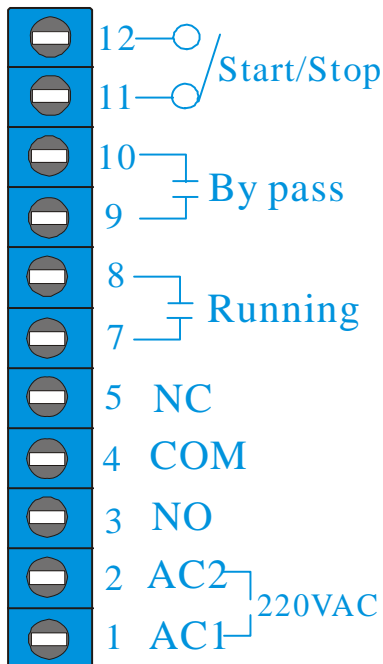 12
Start/Stop
11
10
By pass
9
8
Running
7
5 NC
4 COM
3 NO
2 AC2
220VAC
1 AC1